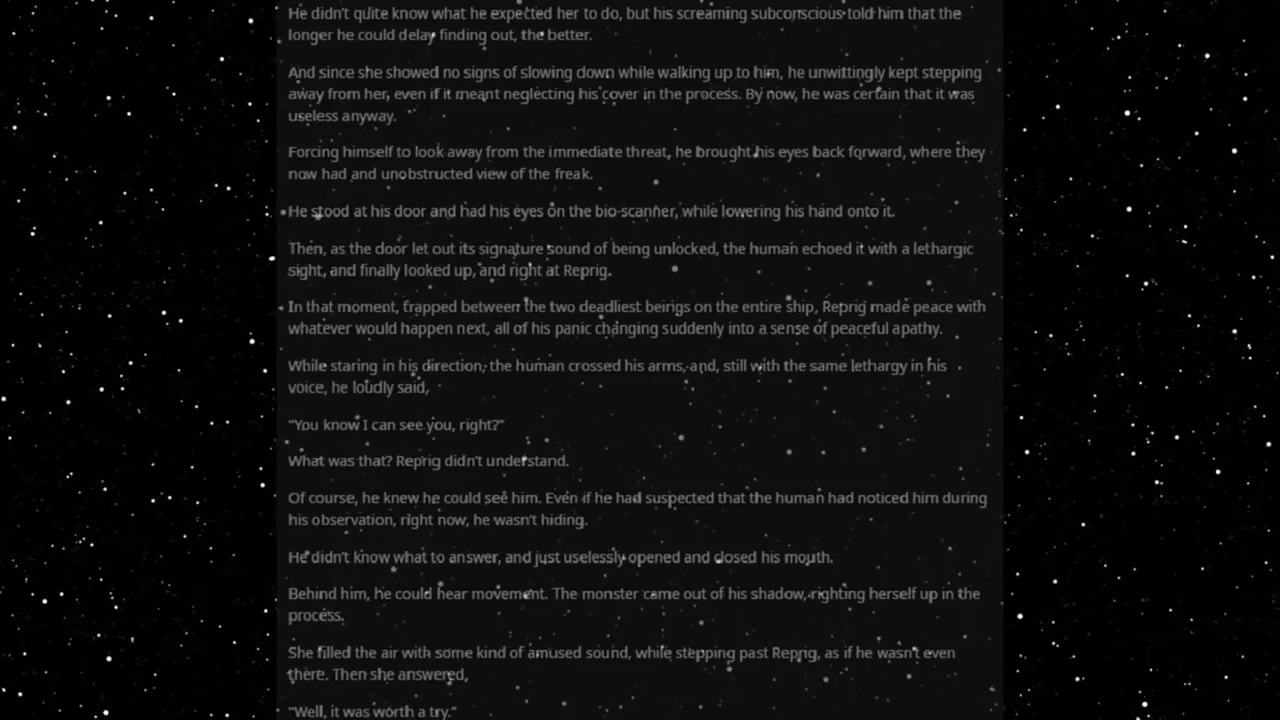 He didn't quite know what he expected her to do, but his screaming subconscious told him that the
longer he could delay finding out, the better.
And since she showed no signs of slowing down while walking up to him, he unwittingly kept stepping
away from her, even if it meant neglecting his cover in the process. By now, he was certain that it was
useless anyway.
Forcing himself to look away from the immediate threat, he brought his eyes back forward, where they
now had and unobstructed view of the freak.
He stood at his door and had his eyes on the bio-scanner, while lowering his hand onto it.
Then, as the door let out its signature sound of being unlocked, the human echoed it with a lethargic
sight, and finally looked up, and right at Reprig.
In that moment, trapped between the two deadliest beings on the entire ship, Reprig made peace with
whatever would happen next, all of his panic changing suddenly into a sense of peaceful apathy.
While staring in his direction, the human crossed his arms, and, still with the same lethargy in his
voice, he loudly said,
"You know I can see you, right?"
What was that? Reprig didn't understand.
Of course, he knew he could see him. Even if he had suspected that the human had noticed him during
his observation, right now, he wasn't hiding.
He didn't know what to answer, and just uselessly opened and closed his mouth.
Behind him, he could hear movement. The monster came out of his shadow, righting herself up in the
process.
She filled the air with some kind of amused sound, while stepping past Reprig, as if he wasn't even
there. Then she answered,
"Well, it was worth a try."